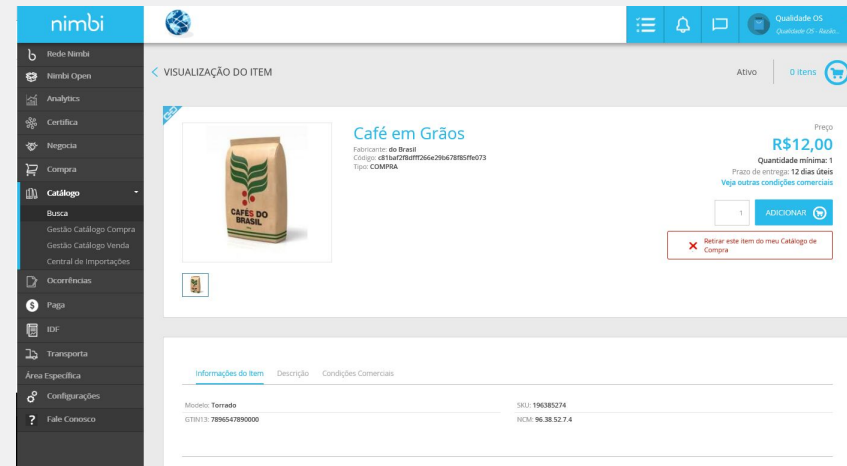 nimbi
Qualidade OS
Rede Nimbi
Nimbi Open
Analytics
Certifica
Negocia
Compra
Catálogo
Busca
Gestão Catálogo Compra
Gestão Catálogo Venda
Central de Importações
Ocorrências
Paga
IDF
Transporta
Área Específica
Configurações
Fale Conosco
VISUALIZAÇÃO DO ITEM
Ativo
0 itens
CAFÉS DO
BRASIL
Café em Grãos
Fabricante: do Brasil
Código: c81baf2f8dfff266e29b678f85ffe073
Tipo: COMPRA
Preço
R$12,00
Quantidade mínima: 1
Prazo de entrega: 12 dias úteis
Veja outras condições comerciais
1 ADICIONAR
Retirar este item do meu Catálogo de
Compra
Informações do Item Descrição Condições Comerciais
Modelo: Torrado
SKU: 196385274
GTIN13: 7896547890000
NCM: 96.38.52.7.4